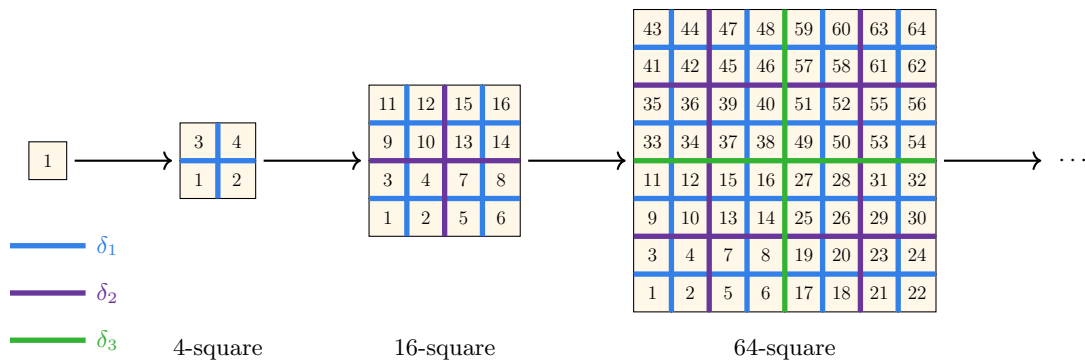 43 44 47 48 59 60 63 64
41 42 45 46 57 58 61 62
35 36 39 40 51 52 55 56
33 34 37 38 49 50 53 54
11 12 15 16 27 28 31 32
9 10 13 14 25 26 29 30
3 4 7 8 19 20 23 24
1 2 5 6 17 18 21 22
11 12 15 16
9 10 13 14
3 4 7 8
1 2 5 6
3 4
1 2
1
...
δ₁
δ₂
δ₃
4-square
16-square
64-square